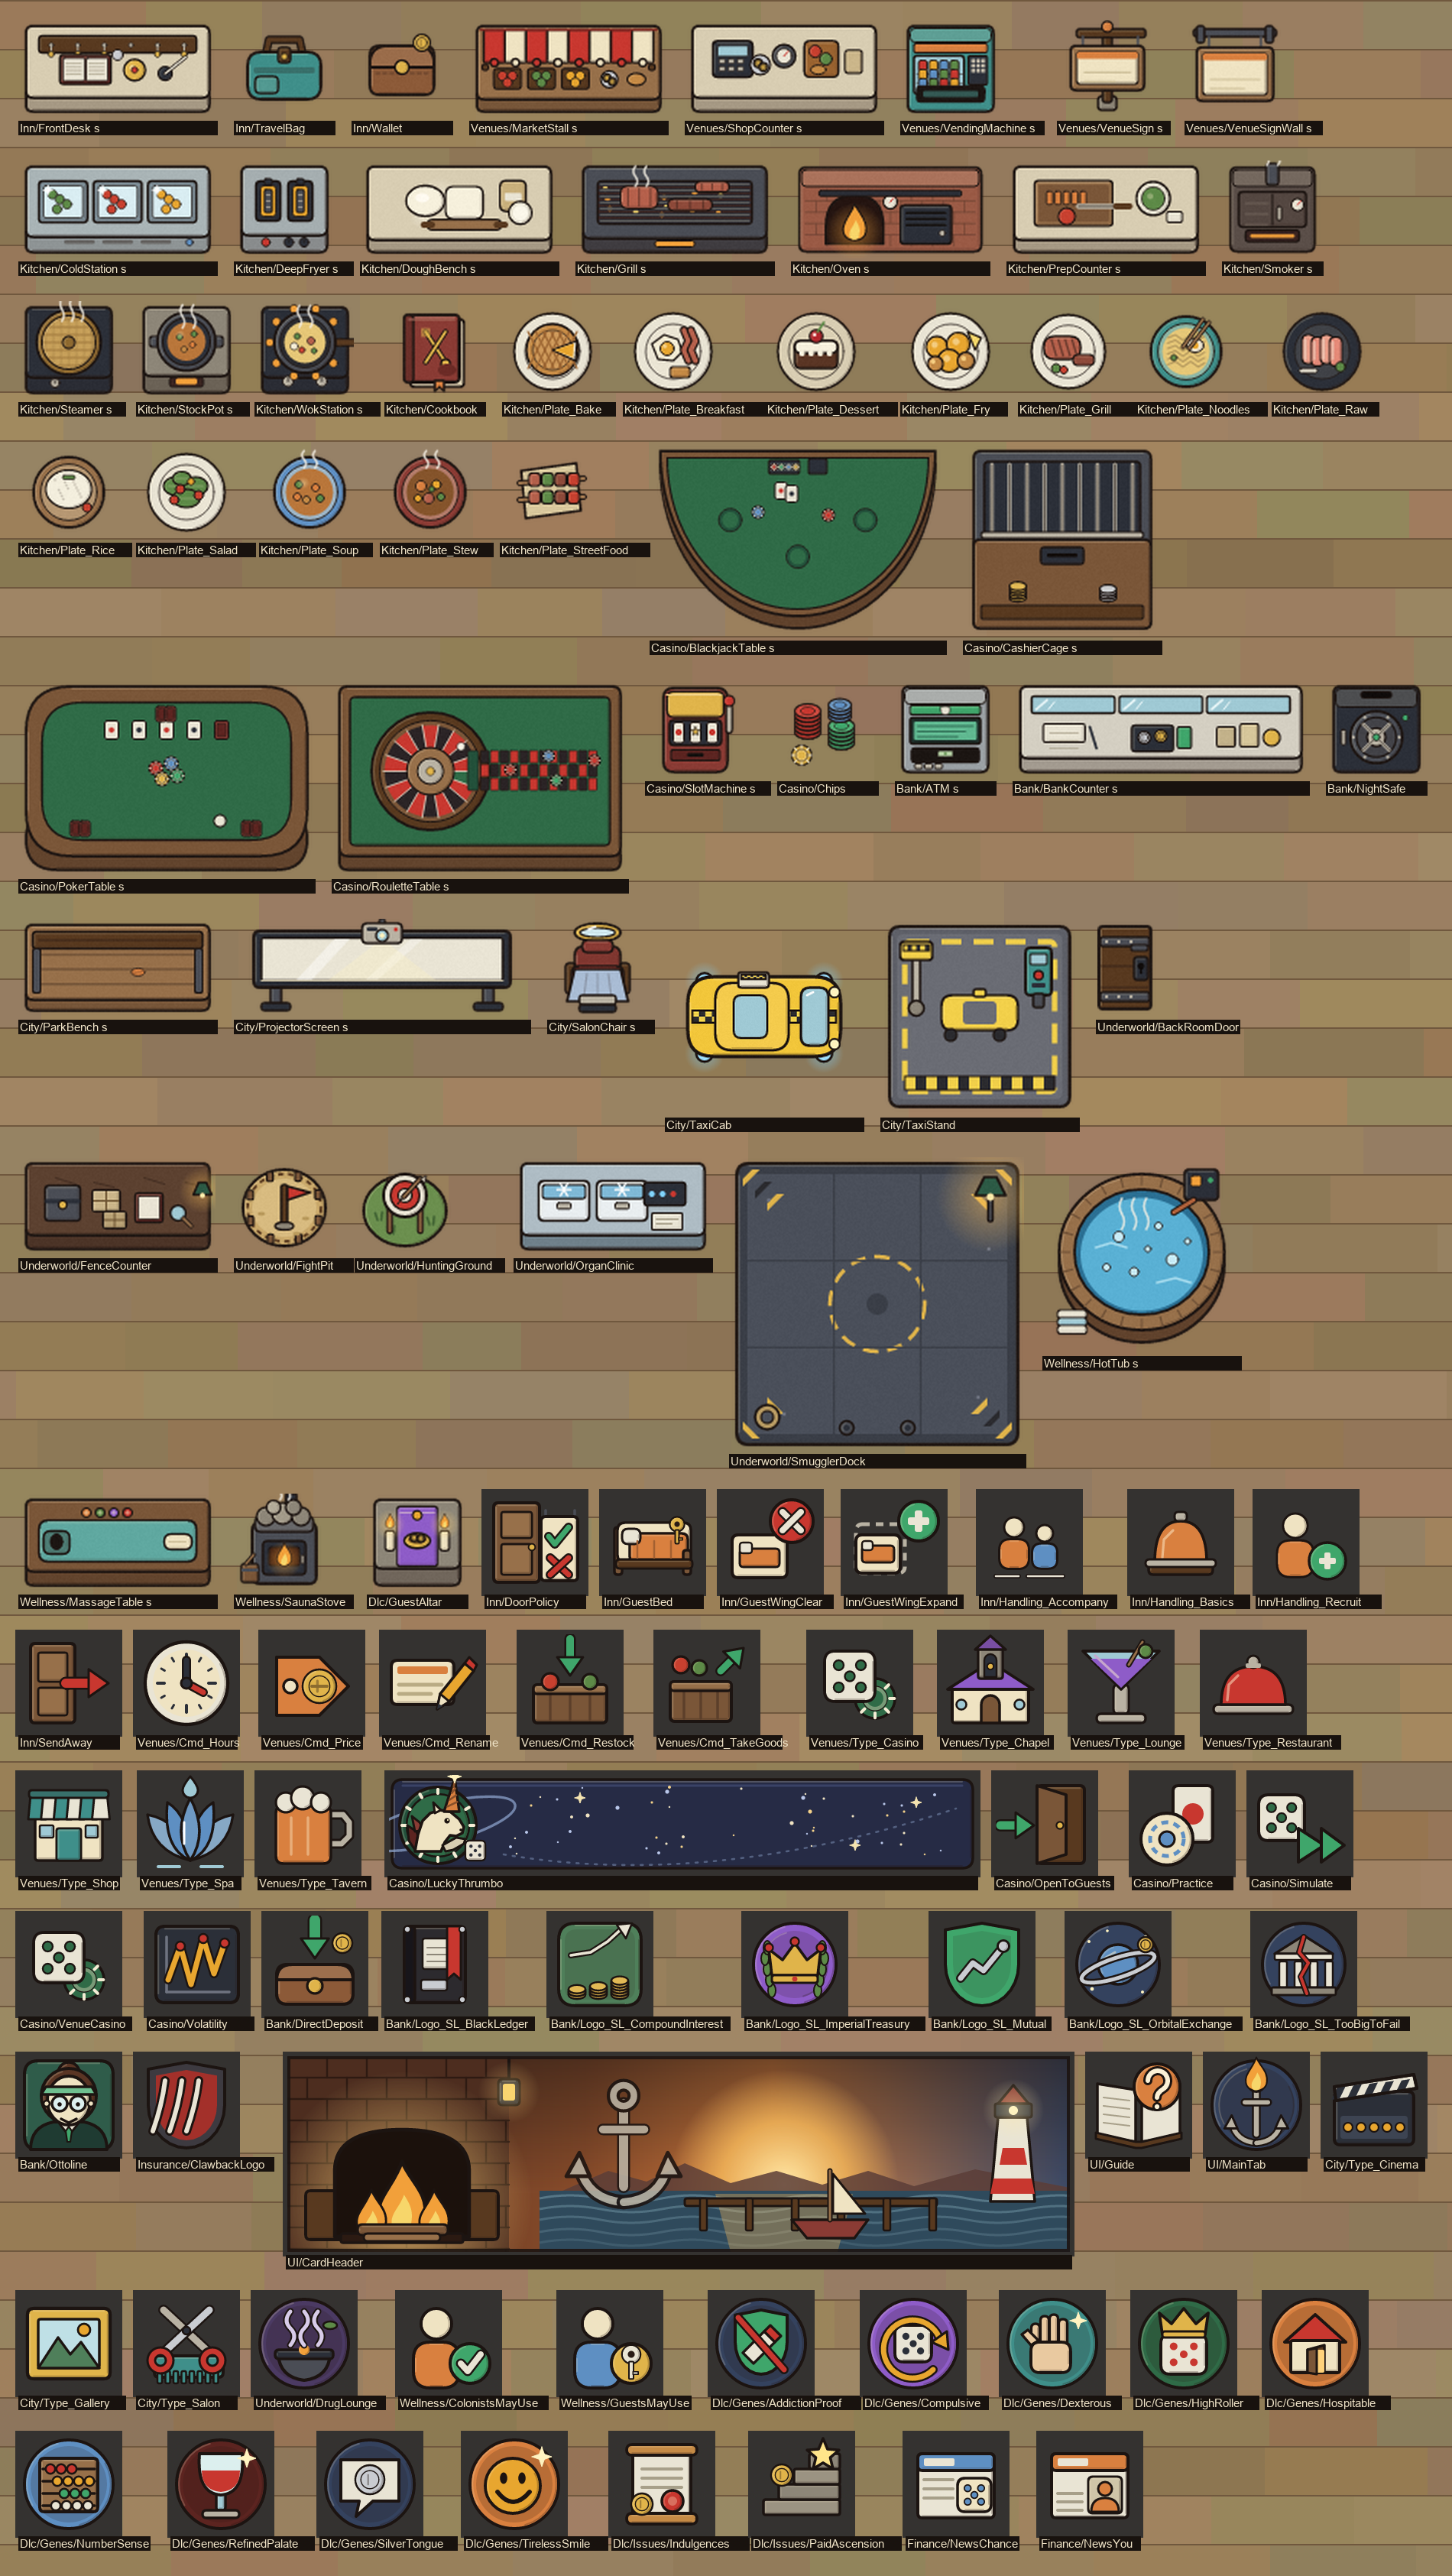 Inn/FrontDesk s
Inn/TravelBag
Inn/Wallet
Venues/MarketStall s
Venues/ShopCounter s
Venues/VendingMachine s
Venues/VenueSign s
Venues/VenueSignWall s
Kitchen/ColdStation s
Kitchen/DeepFryer s
Kitchen/DoughBench s
Kitchen/Grill s
Kitchen/Oven s
Kitchen/PrepCounter s
Kitchen/Smoker s
Kitchen/Steamer s
Kitchen/StockPot s
Kitchen/WokStation s
Kitchen/Cookbook
Kitchen/Plate_Bake
Kitchen/Plate_Breakfast
Kitchen/Plate_Dessert
Kitchen/Plate_Fry
Kitchen/Plate_Grill
Kitchen/Plate_Noodles
Kitchen/Plate_Raw
Kitchen/Plate_Rice
Kitchen/Plate_Salad
Kitchen/Plate_Soup
Kitchen/Plate_Stew
Kitchen/Plate_StreetFood
Casino/BlackjackTable s
Casino/CashierCage s
Casino/PokerTable s
Casino/RouletteTable s
Casino/SlotMachine s
Casino/Chips
Bank/ATM s
Bank/BankCounter s
Bank/NightSafe
City/ParkBench s
City/ProjectorScreen s
City/SalonChair s
City/TaxiCab
City/TaxiStand
Underworld/BackRoomDoor
Underworld/FenceCounter
Underworld/FightPit
Underworld/HuntingGround
Underworld/OrganClinic
Underworld/SmugglerDock
Wellness/HotTub s
Wellness/MassageTable s
Wellness/SaunaStove
Dlc/GuestAltar
Inn/DoorPolicy
Inn/GuestBed
Inn/GuestWingClear
Inn/GuestWingExpand
Inn/Handling_Accompany
Inn/Handling_Basics
Inn/Handling_Recruit
Inn/SendAway
Venues/Cmd_Hours
Venues/Cmd_Price
Venues/Cmd_Rename
Venues/Cmd_Restock
Venues/Cmd_TakeGoods
Venues/Type_Casino
Venues/Type_Chapel
Venues/Type_Lounge
Venues/Type_Restaurant
Venues/Type_Shop
Venues/Type_Spa
Venues/Type_Tavern
Casino/LuckyThrumbo
Casino/OpenToGuests
Casino/Practice
Casino/Simulate
Casino/VenueCasino
Casino/Volatility
Bank/DirectDeposit
Bank/Logo_SL_BlackLedger
Bank/Logo_SL_CompoundInterest
Bank/Logo_SL_ImperialTreasury
Bank/Logo_SL_Mutual
Bank/Logo_SL_OrbitalExchange
Bank/Logo_SL_TooBigToFail
Bank/Ottoline
Insurance/ClawbackLogo
UI/CardHeader
UI/Guide
UI/MainTab
City/Type_Cinema
City/Type_Gallery
City/Type_Salon
Underworld/DrugLounge
Wellness/ColonistsMayUse
Wellness/GuestsMayUse
Dlc/Genes/AddictionProof
Dlc/Genes/Compulsive
Dlc/Genes/Dexterous
Dlc/Genes/HighRoller
Dlc/Genes/Hospitable
Dlc/Genes/NumberSense
Dlc/Genes/RefinedPalate
Dlc/Genes/SilverTongue
Dlc/Genes/TirelessSmile
Dlc/Issues/Indulgences
Dlc/Issues/PaidAscension
Finance/NewsChance
Finance/NewsYou